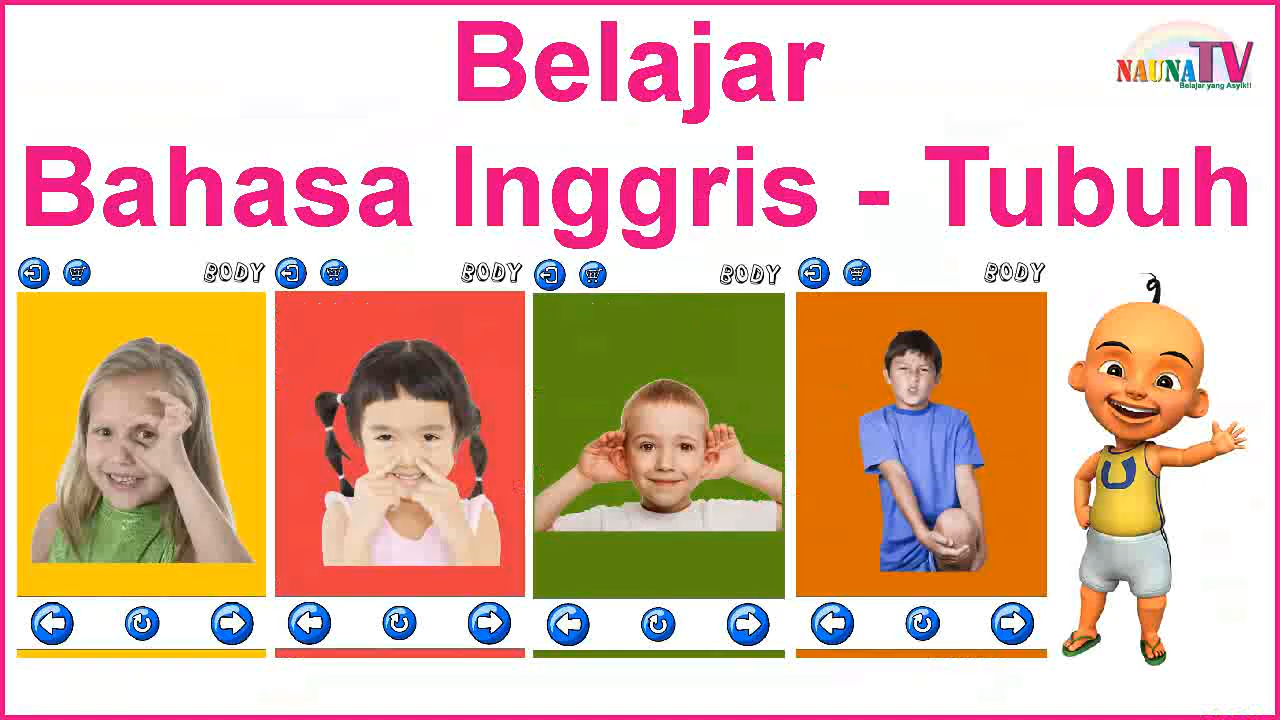 Belajar
NAUNA TV
Belajar yang Asyik!!
Bahasa Inggris - Tubuh
BODY
BODY
BODY
BODY
U